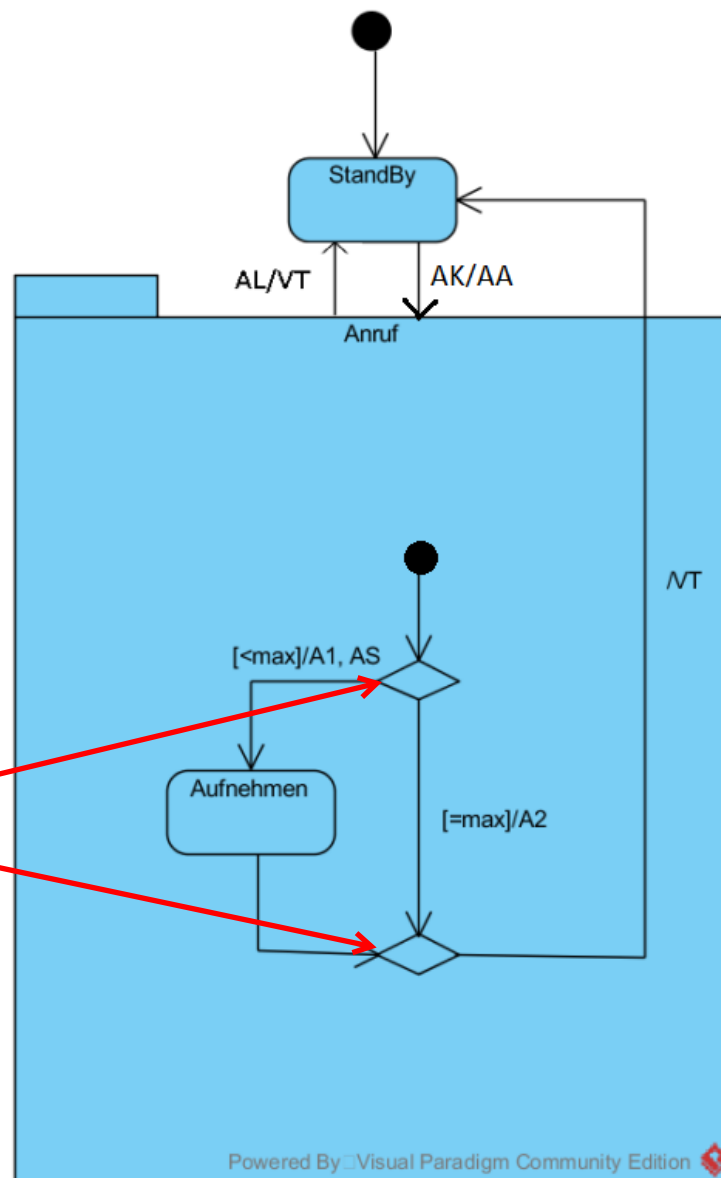 StandBy
AL/VT
AK/AA
Anruf
/VT
[<max]/A1, AS
Aufnehmen
[=max]/A2
Powered By Visual Paradigm Community Edition